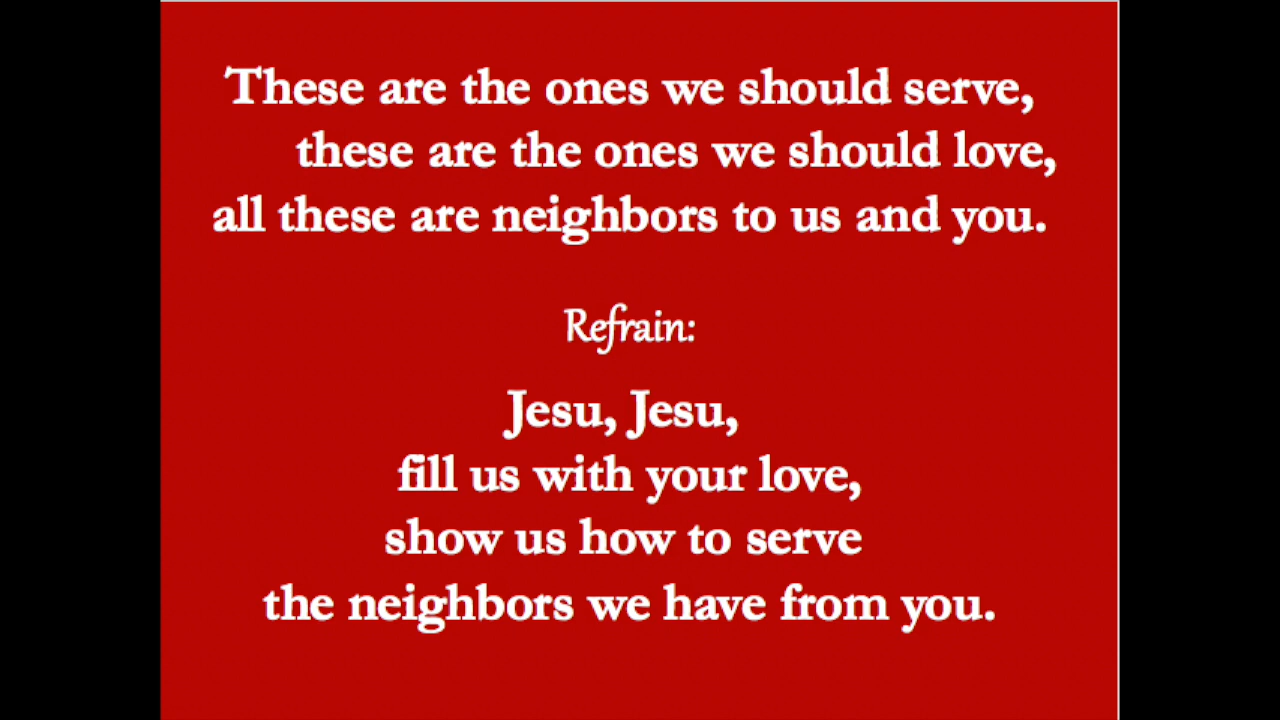 These are the ones we should serve,
these are the ones we should love,
all these are neighbors to us and you.
Refrain:
Jesu, Jesu,
fill us with your love,
show us how to serve
the neighbors we have from you.